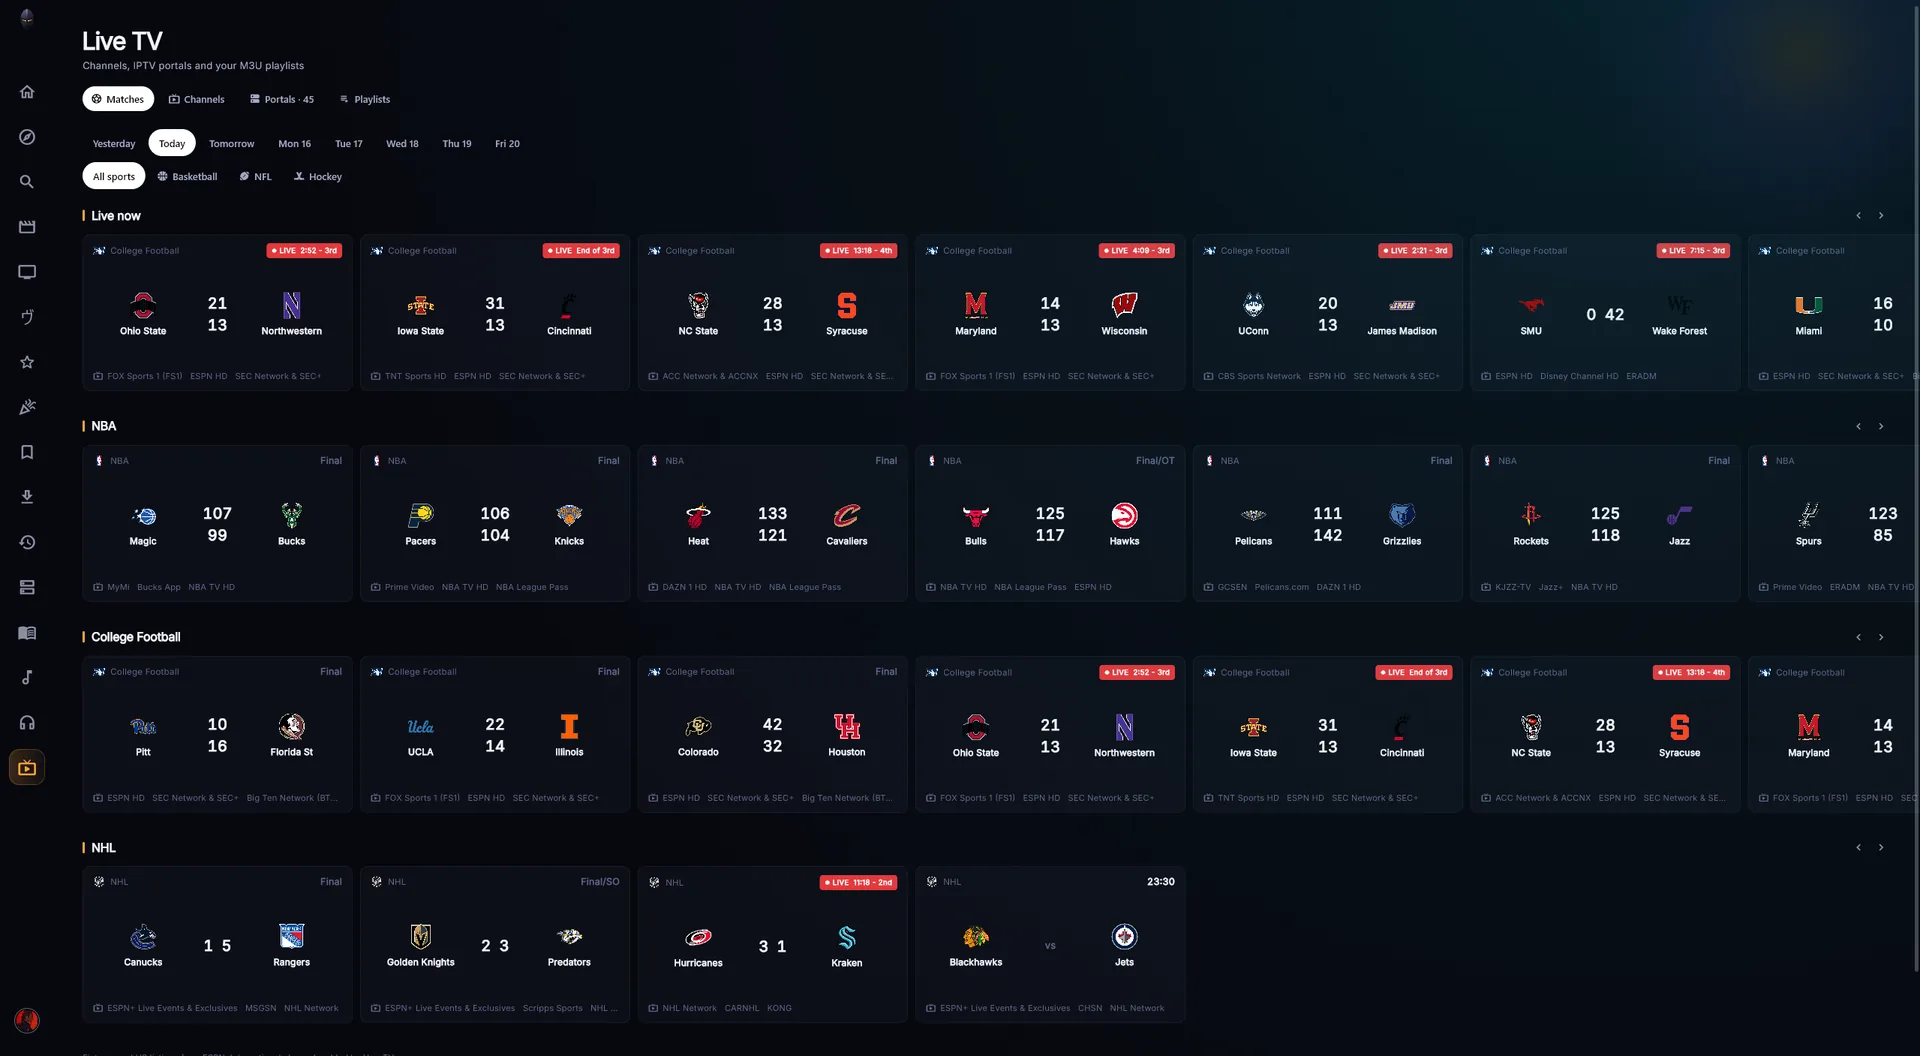 Live TV
Channels, IPTV portals and your M3U playlists
Matches Channels Portals · 45 Playlists
Yesterday Today Tomorrow Mon 16 Tue 17 Wed 18 Thu 19 Fri 20
All sports Basketball NFL Hockey
Live now
College Football LIVE 2:52 - 3rd
21
13
Ohio State Northwestern
FOX Sports 1 (FS1) ESPN HD SEC Network & SEC+
College Football LIVE End of 3rd
31
13
Iowa State Cincinnati
TNT Sports HD ESPN HD SEC Network & SEC+
College Football LIVE 13:18 - 4th
28
13
NC State Syracuse
ACC Network & ACCNX ESPN HD SEC Network & SE...
College Football LIVE 4:09 - 3rd
14
13
Maryland Wisconsin
FOX Sports 1 (FS1) ESPN HD SEC Network & SEC+
College Football LIVE 2:21 - 3rd
20
13
UConn James Madison
CBS Sports Network ESPN HD SEC Network & SEC+
College Football LIVE 7:15 - 3rd
0 42
SMU Wake Forest
ESPN HD Disney Channel HD ERADM
College Football
16
10
Miami
ESPN HD SEC Network & SEC+
NBA
NBA Final
107
99
Magic Bucks
MyMi Bucks App NBA TV HD
NBA Final
106
104
Pacers Knicks
Prime Video NBA TV HD NBA League Pass
NBA Final
133
121
Heat Cavaliers
DAZN 1 HD NBA TV HD NBA League Pass
NBA Final/OT
125
117
Bulls Hawks
NBA TV HD NBA League Pass ESPN HD
NBA Final
111
142
Pelicans Grizzlies
GCSEN Pelicans.com DAZN 1 HD
NBA Final
125
118
Rockets Jazz
KJZZ-TV Jazz+ NBA TV HD
NBA
123
85
Spurs
Prime Video ERADM NBA TV HD
College Football
College Football Final
10
16
Pitt Florida St
ESPN HD SEC Network & SEC+ Big Ten Network (BT...
College Football Final
22
14
UCLA Illinois
FOX Sports 1 (FS1) ESPN HD SEC Network & SEC+
College Football Final
42
32
Colorado Houston
ESPN HD SEC Network & SEC+ Big Ten Network (BT...
College Football LIVE 2:52 - 3rd
21
13
Ohio State Northwestern
FOX Sports 1 (FS1) ESPN HD SEC Network & SEC+
College Football LIVE End of 3rd
31
13
Iowa State Cincinnati
TNT Sports HD ESPN HD SEC Network & SEC+
College Football LIVE 13:18 - 4th
28
13
NC State Syracuse
ACC Network & ACCNX ESPN HD SEC Network & SE...
College Football
14
13
Maryland
FOX Sports 1 (FS1) ESPN HD SEC
NHL
NHL Final
1 5
Canucks Rangers
ESPN+ Live Events & Exclusives MSGSN NHL Network
NHL Final/SO
2 3
Golden Knights Predators
ESPN+ Live Events & Exclusives Scripps Sports NHL ...
NHL LIVE 11:18 - 2nd
3 1
Hurricanes Kraken
NHL Network CARNHL KONG
NHL 23:30
vs
Blackhawks Jets
ESPN+ Live Events & Exclusives CHSN NHL Network